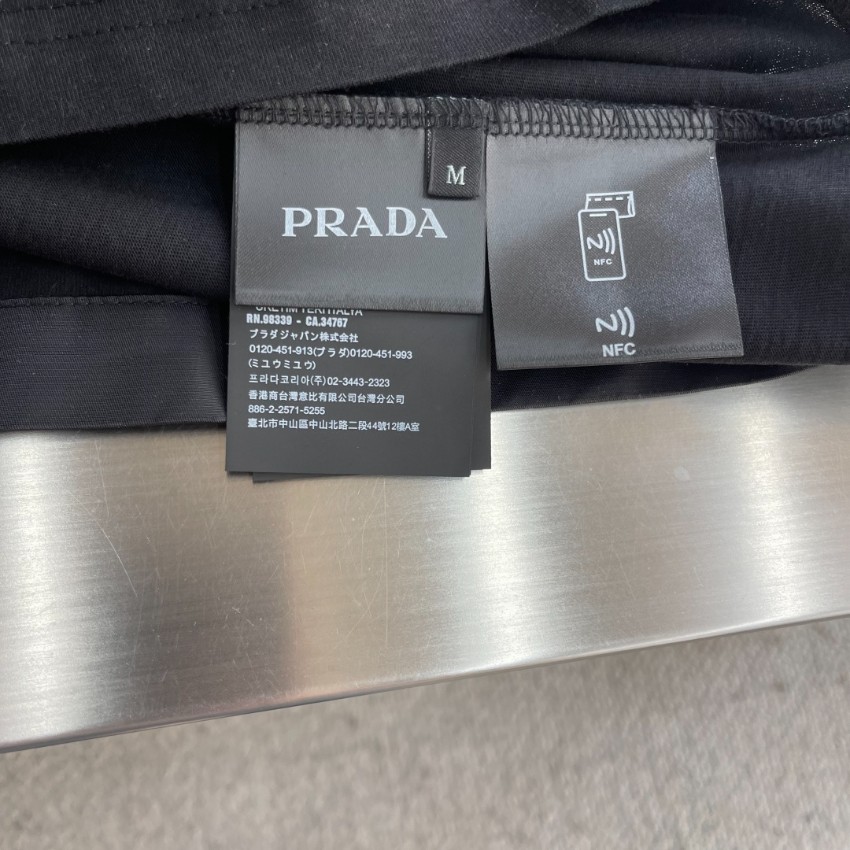 M
PRADA
NFC
NFC
RN.98339 - CA.34767
プラダジャパン株式会社
0120-451-913(プラダ)0120-451-993
(ミユウミユウ)
프라다코리아(주)02-3443-2323
香港商台灣意比有限公司台灣分公司
886-2-2571-5255
臺北市中山區中山北路二段44號12樓A室